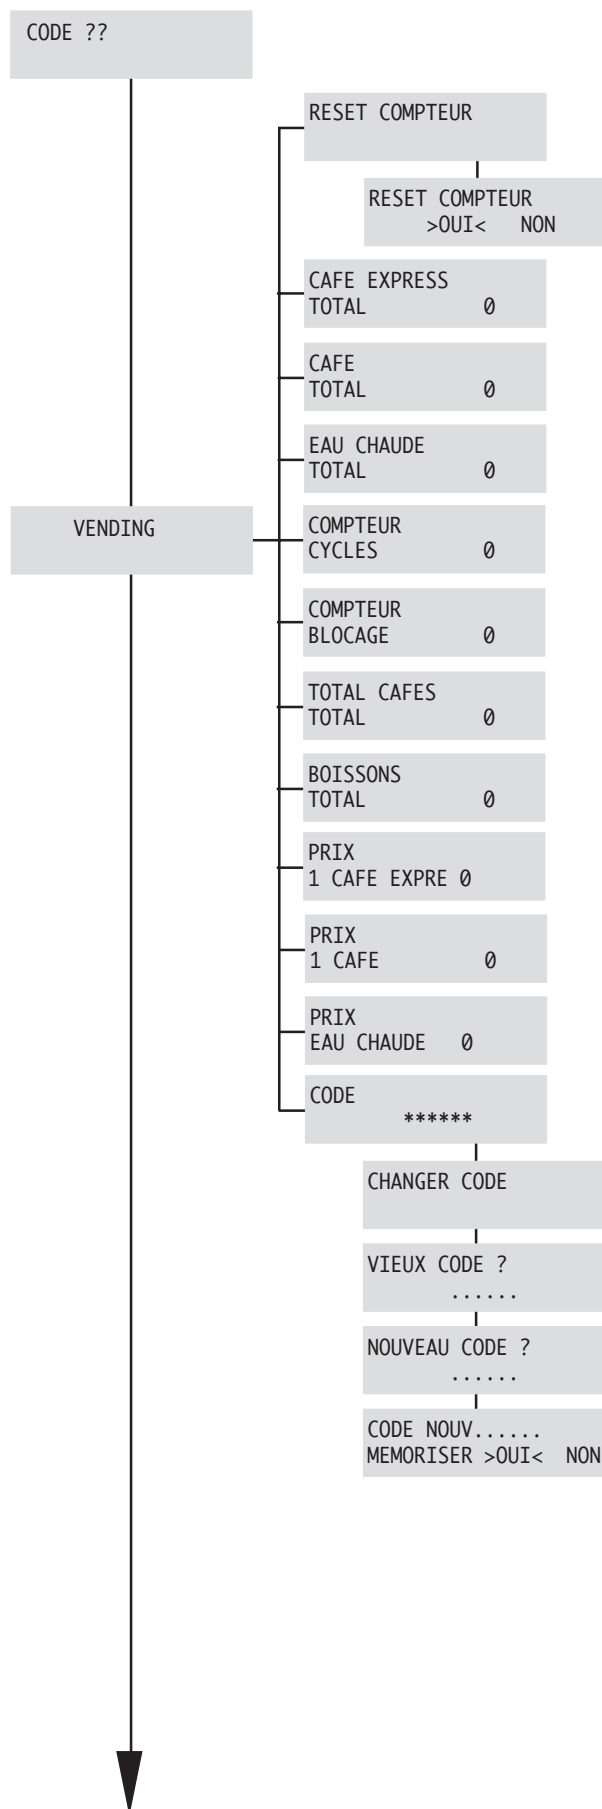 CODE ??
RESET COMPTEUR
RESET COMPTEUR
>OUI< NON
CAFE EXPRESS
TOTAL 0
CAFE
TOTAL 0
EAU CHAUDE
TOTAL 0
VENDING
COMPTEUR
CYCLES 0
COMPTEUR
BLOCAGE 0
TOTAL CAFES
TOTAL 0
BOISSONS
TOTAL 0
PRIX
1 CAFE EXPRE 0
PRIX
1 CAFE 0
PRIX
EAU CHAUDE 0
CODE
******
CHANGER CODE
VIEUX CODE ?
......
NOUVEAU CODE ?
......
CODE NOUV......
MEMORISER >OUI< NON